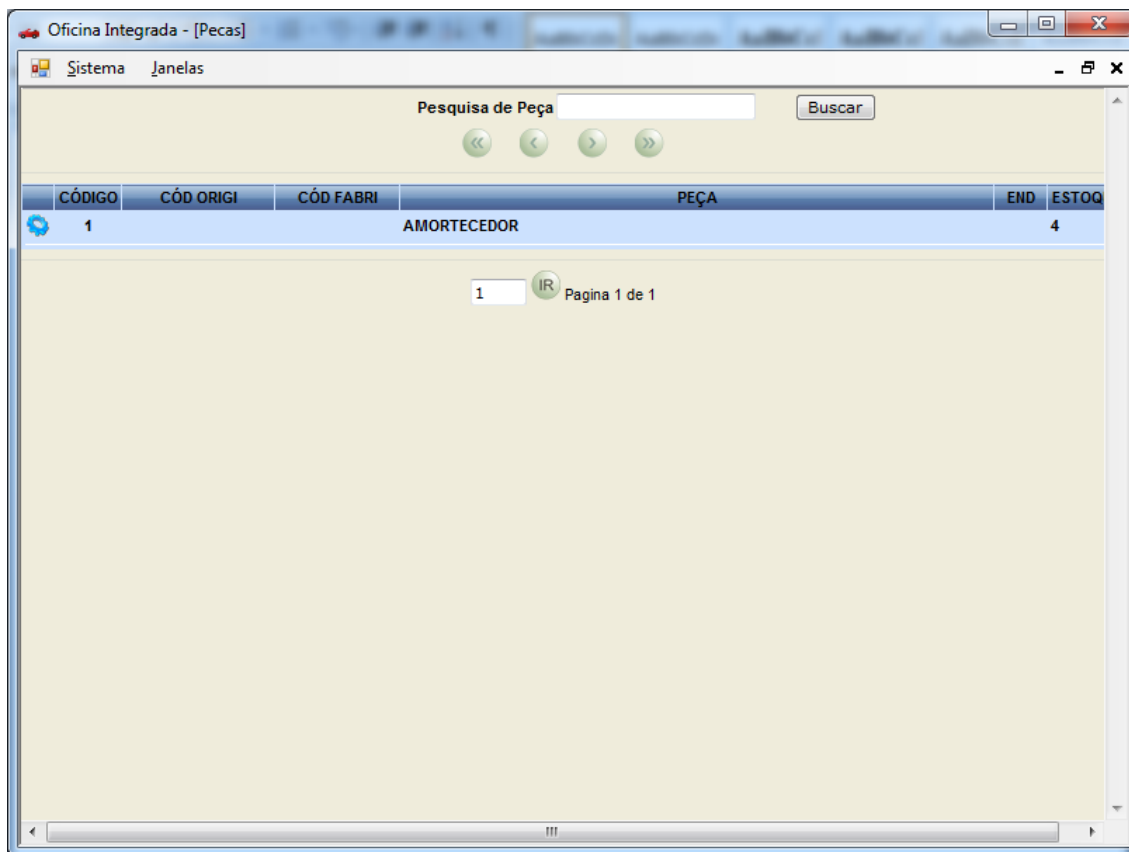 Oficina Integrada - [Pecas]
Sistema Janelas
Pesquisa de Peça Buscar
CÓDIGO CÓD ORIGI CÓD FABRI PEÇA END ESTOQ
1 AMORTECEDOR 4
1 IR Pagina 1 de 1